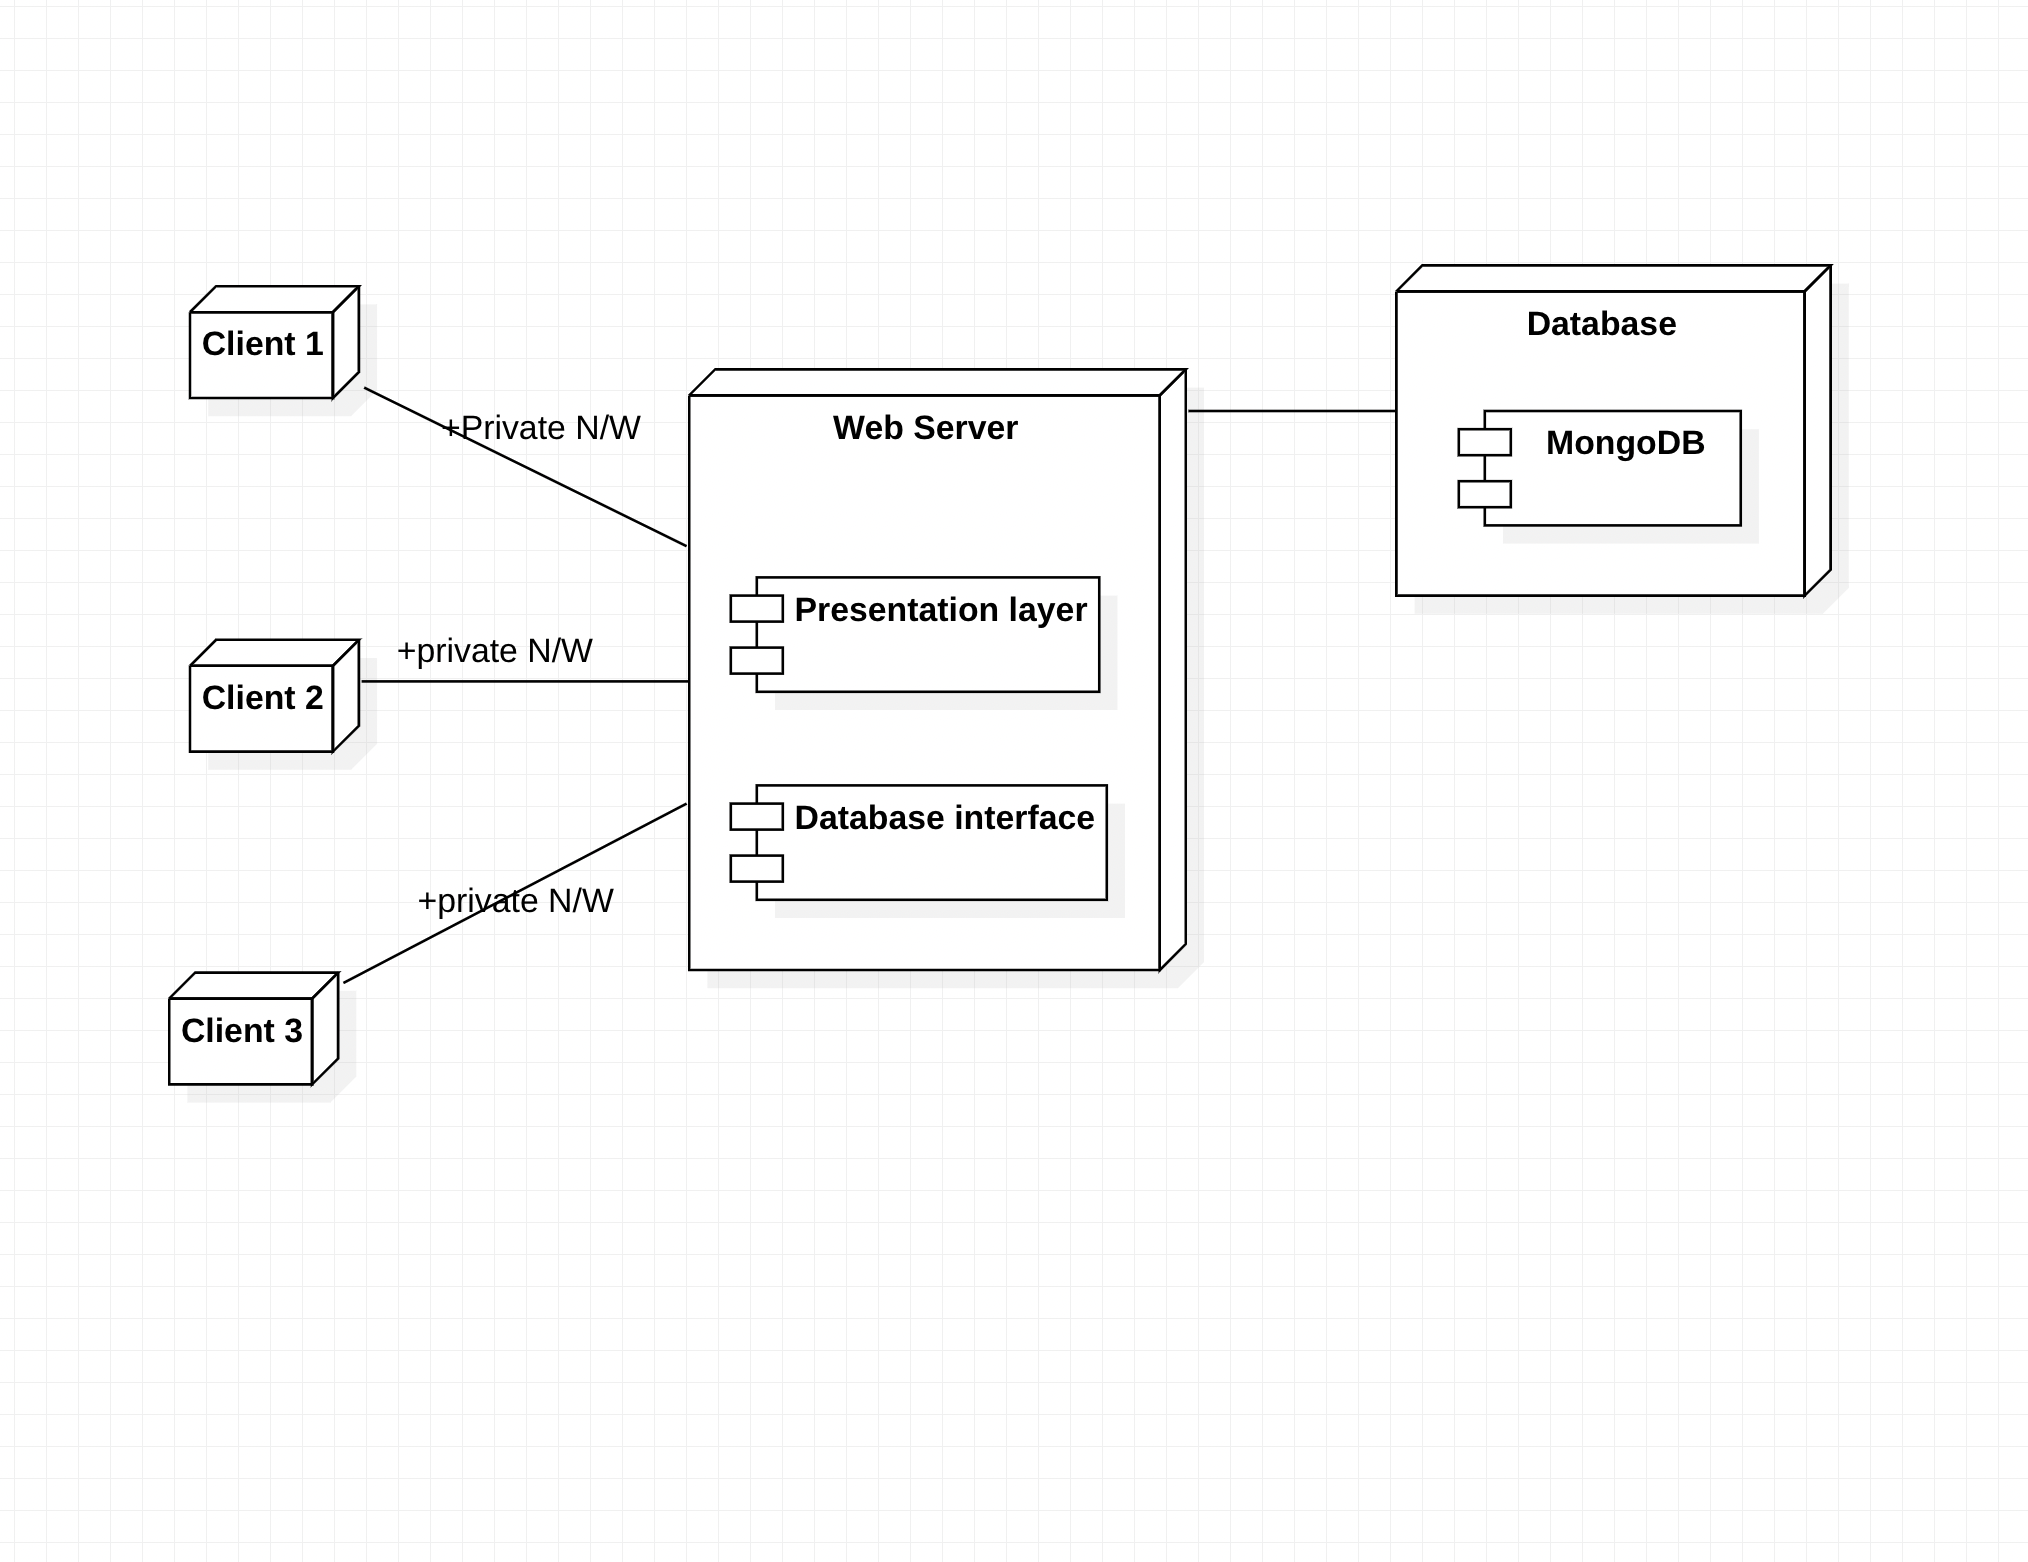 Client 1
+Private N/W
Web Server
Database
MongoDB
Presentation layer
+private N/W
Client 2
Database interface
+private N/W
Client 3